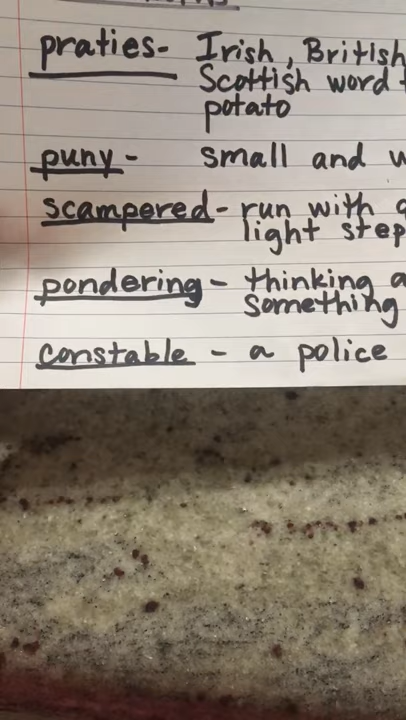 praties- Irish, British
Scottish word
potato
puny - small and
scampered- run with
light step
pondering - thinking
something
constable - a police